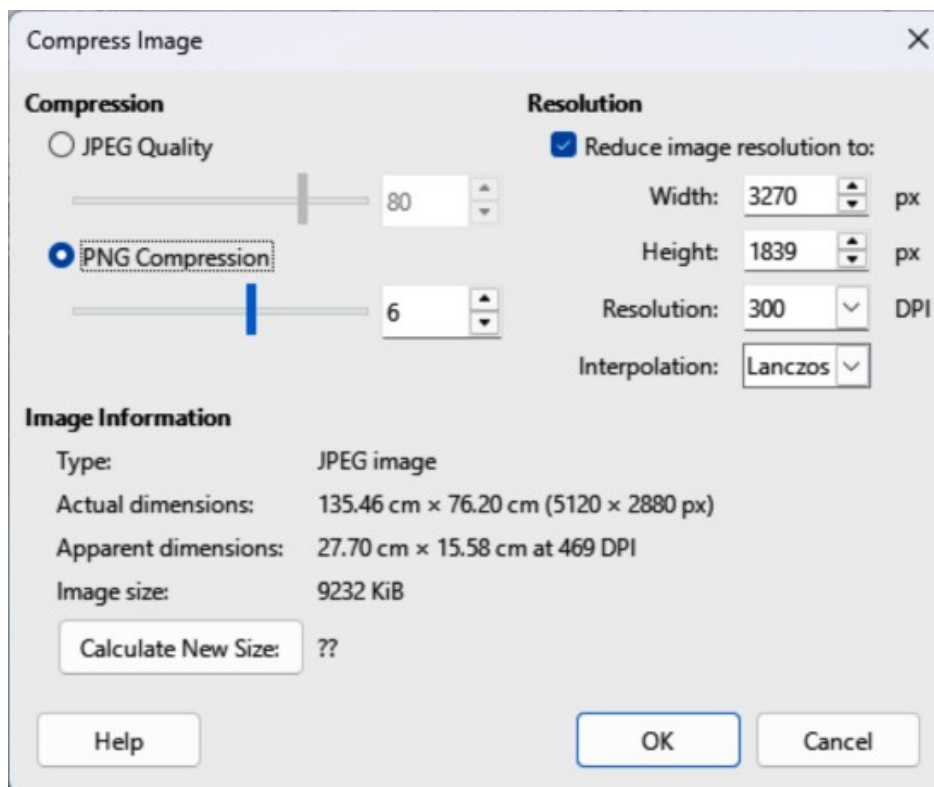 Compress Image
Compression
JPEG Quality
80
PNG Compression
6
Resolution
Reduce image resolution to:
Width: 3270 px
Height: 1839 px
Resolution: 300 DPI
Interpolation: Lanczos
Image Information
Type: JPEG image
Actual dimensions: 135.46 cm × 76.20 cm (5120 × 2880 px)
Apparent dimensions: 27.70 cm × 15.58 cm at 469 DPI
Image size: 9232 KiB
Calculate New Size: ??
Help OK Cancel